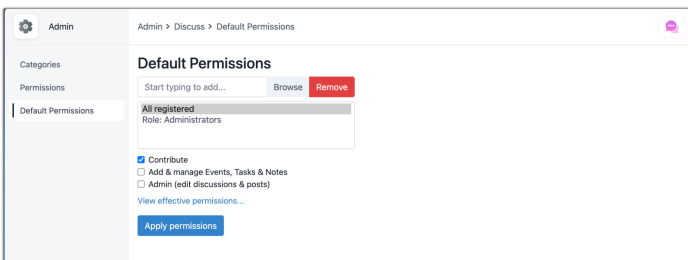 Admin
Admin > Discuss > Default Permissions
Categories
Permissions
Default Permissions
Default Permissions
Start typing to add... Browse Remove
All registered
Role: Administrators
Contribute
Add & manage Events, Tasks & Notes
Admin (edit discussions & posts)
View effective permissions...
Apply permissions